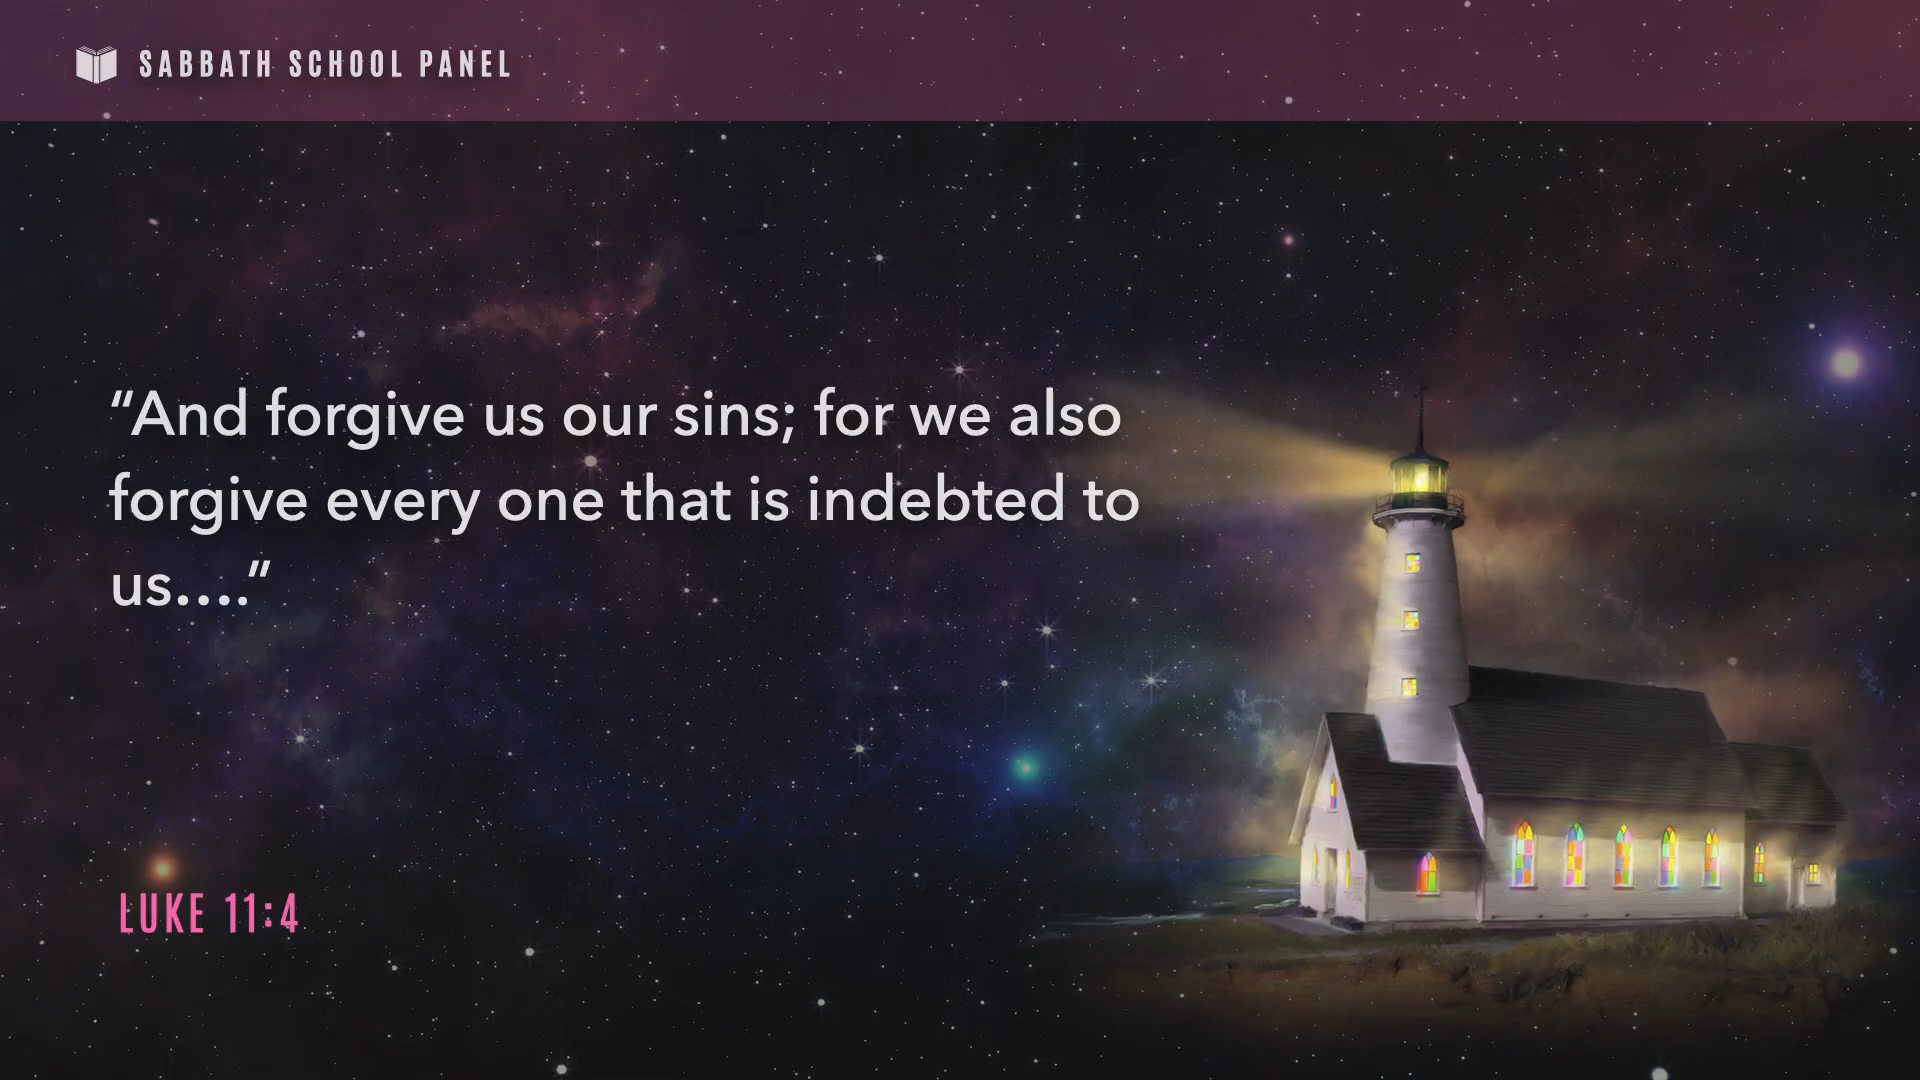 SABBATH SCHOOL PANEL
“And forgive us our sins; for we also
forgive every one that is indebted to
us….”
LUKE 11:4